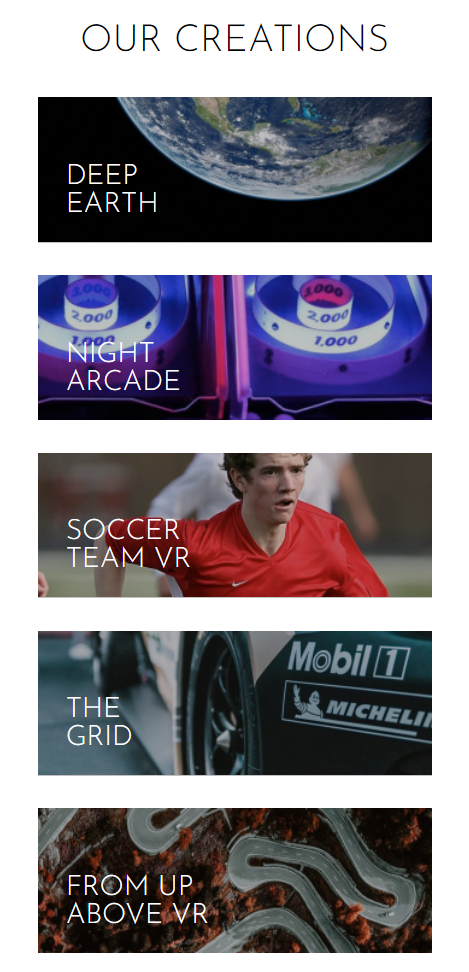 OUR CREATIONS
DEEP
EARTH
3,000
3,000
2,000
2,000
1,000
1,000
NIGHT
ARCADE
SOCCER
TEAM VR
Mobil 1
MICHELIN
THE
GRID
FROM UP
ABOVE VR